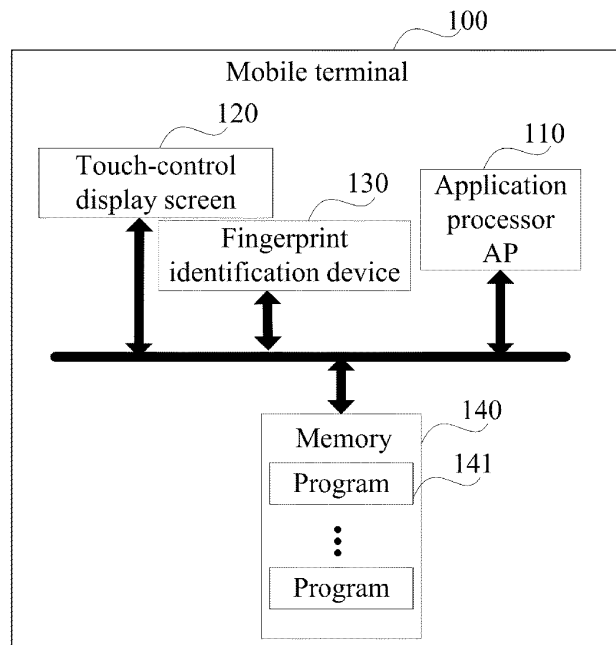 100
Mobile terminal
120
Touch-control
display screen
130
Fingerprint
identification device
110
Application
processor
AP
140
Memory
141
Program
Program